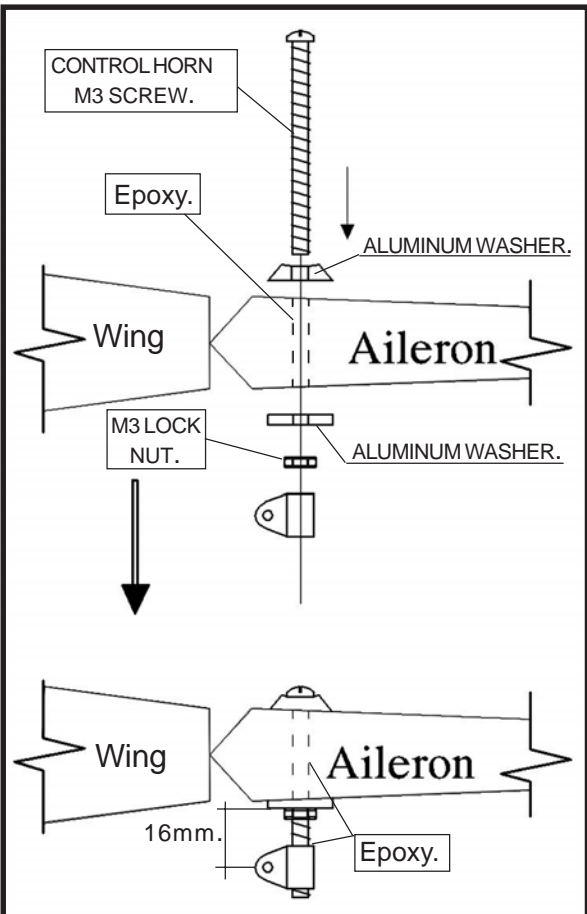 CONTROL HORN
M3 SCREW.
Epoxy.
ALUMINUM WASHER.
Wing
Aileron
M3 LOCK
NUT.
ALUMINUM WASHER.
Wing
Aileron
16mm.
Epoxy.